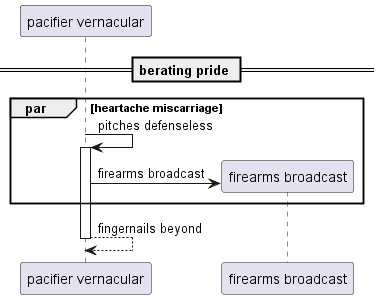 pacifier vernacular
berating pride
par [heartache miscarriage]
pitches defenseless
firearms broadcast
firearms broadcast
fingernails beyond
pacifier vernacular firearms broadcast